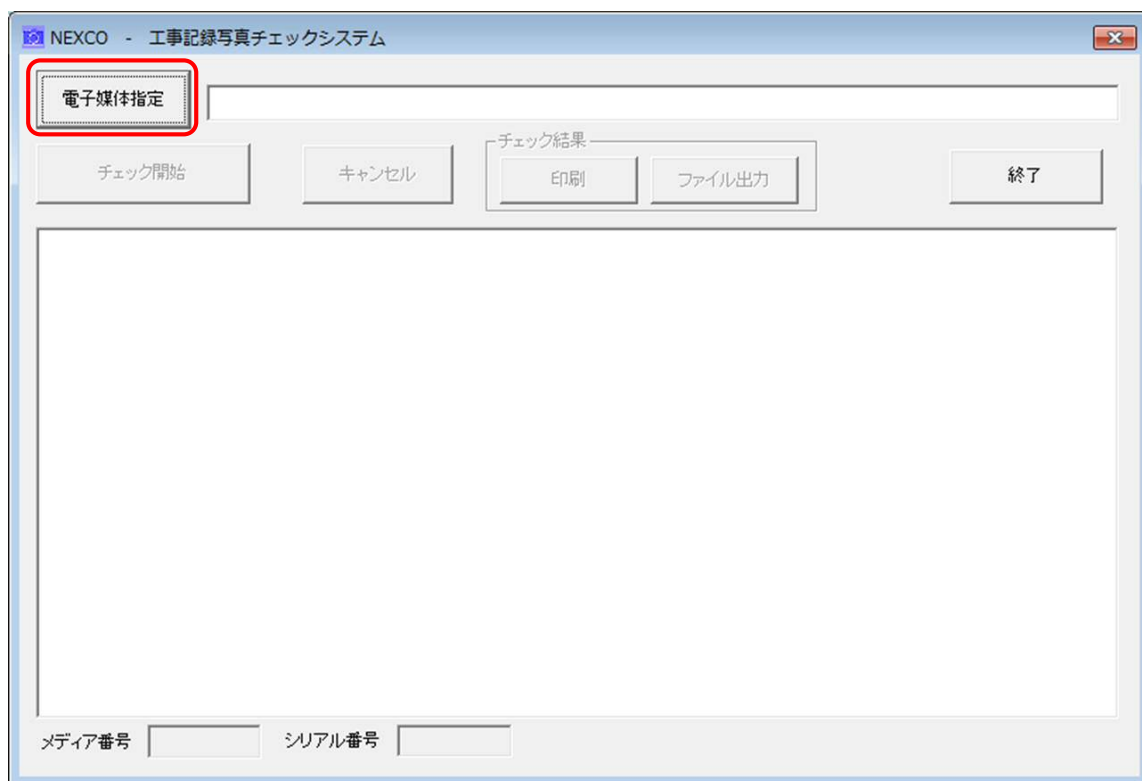 NEXCO - 工事記録写真チェックシステム
電子媒体指定
チェック結果
チェック開始 キャンセル 印刷 ファイル出力 終了
メディア番号 シリアル番号